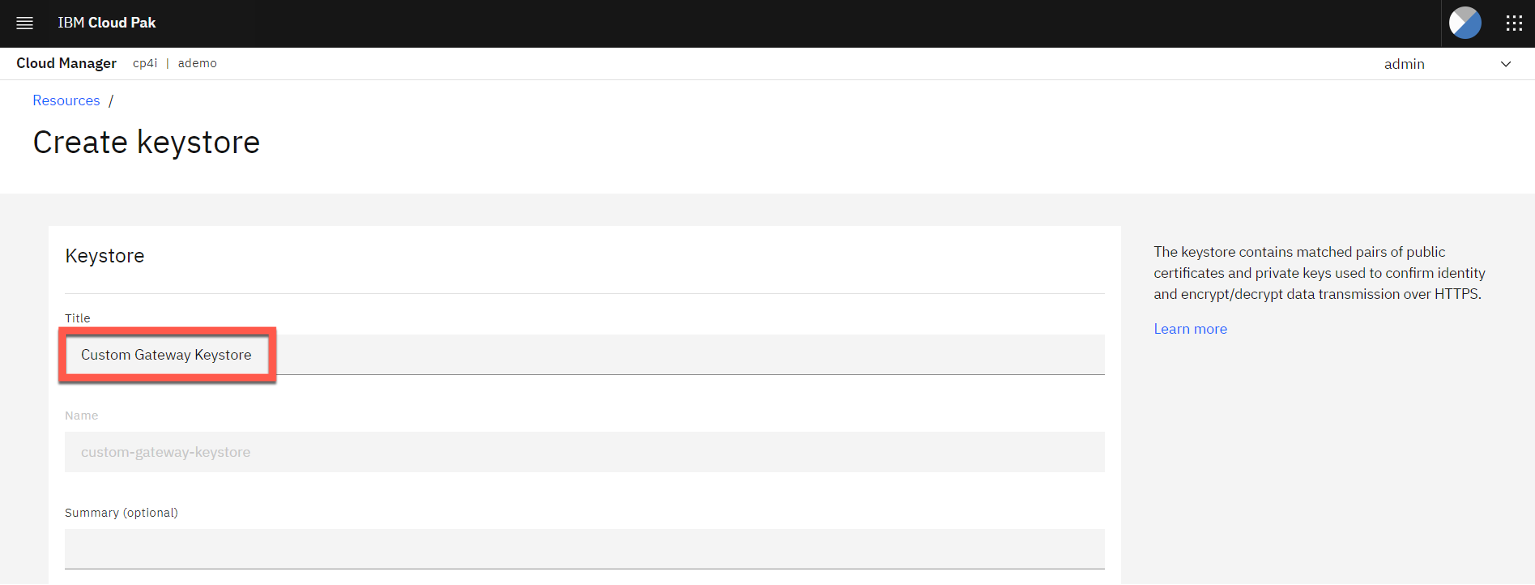 IBM Cloud Pak
Cloud Manager cp4i | ademo admin
Resources /
Create keystore
Keystore
Title
Custom Gateway Keystore
Name
custom-gateway-keystore
Summary (optional)
The keystore contains matched pairs of public
certificates and private keys used to confirm identity
and encrypt/decrypt data transmission over HTTPS.
Learn more